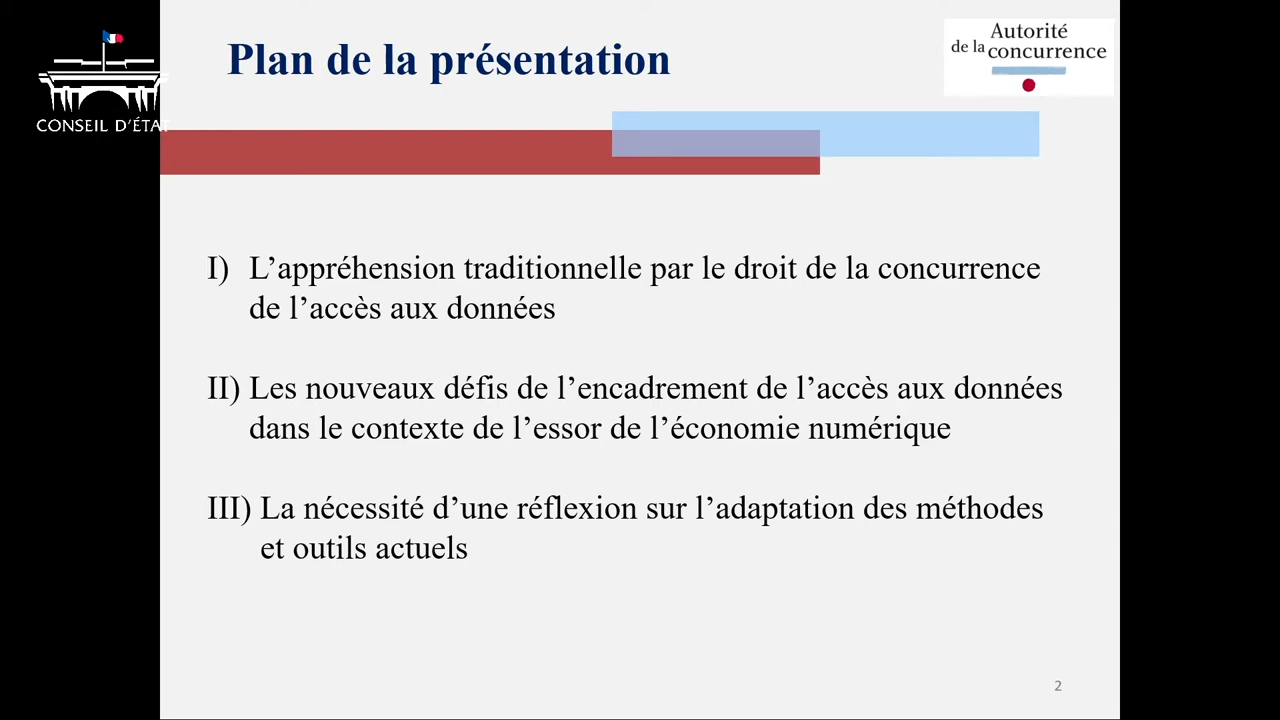 Plan de la présentation
Autorité
de la concurrence
CONSEIL D'ÉTAT
I) L’appréhension traditionnelle par le droit de la concurrence
de l’accès aux données
II) Les nouveaux défis de l’encadrement de l’accès aux données
dans le contexte de l’essor de l’économie numérique
III) La nécessité d’une réflexion sur l’adaptation des méthodes
et outils actuels
2